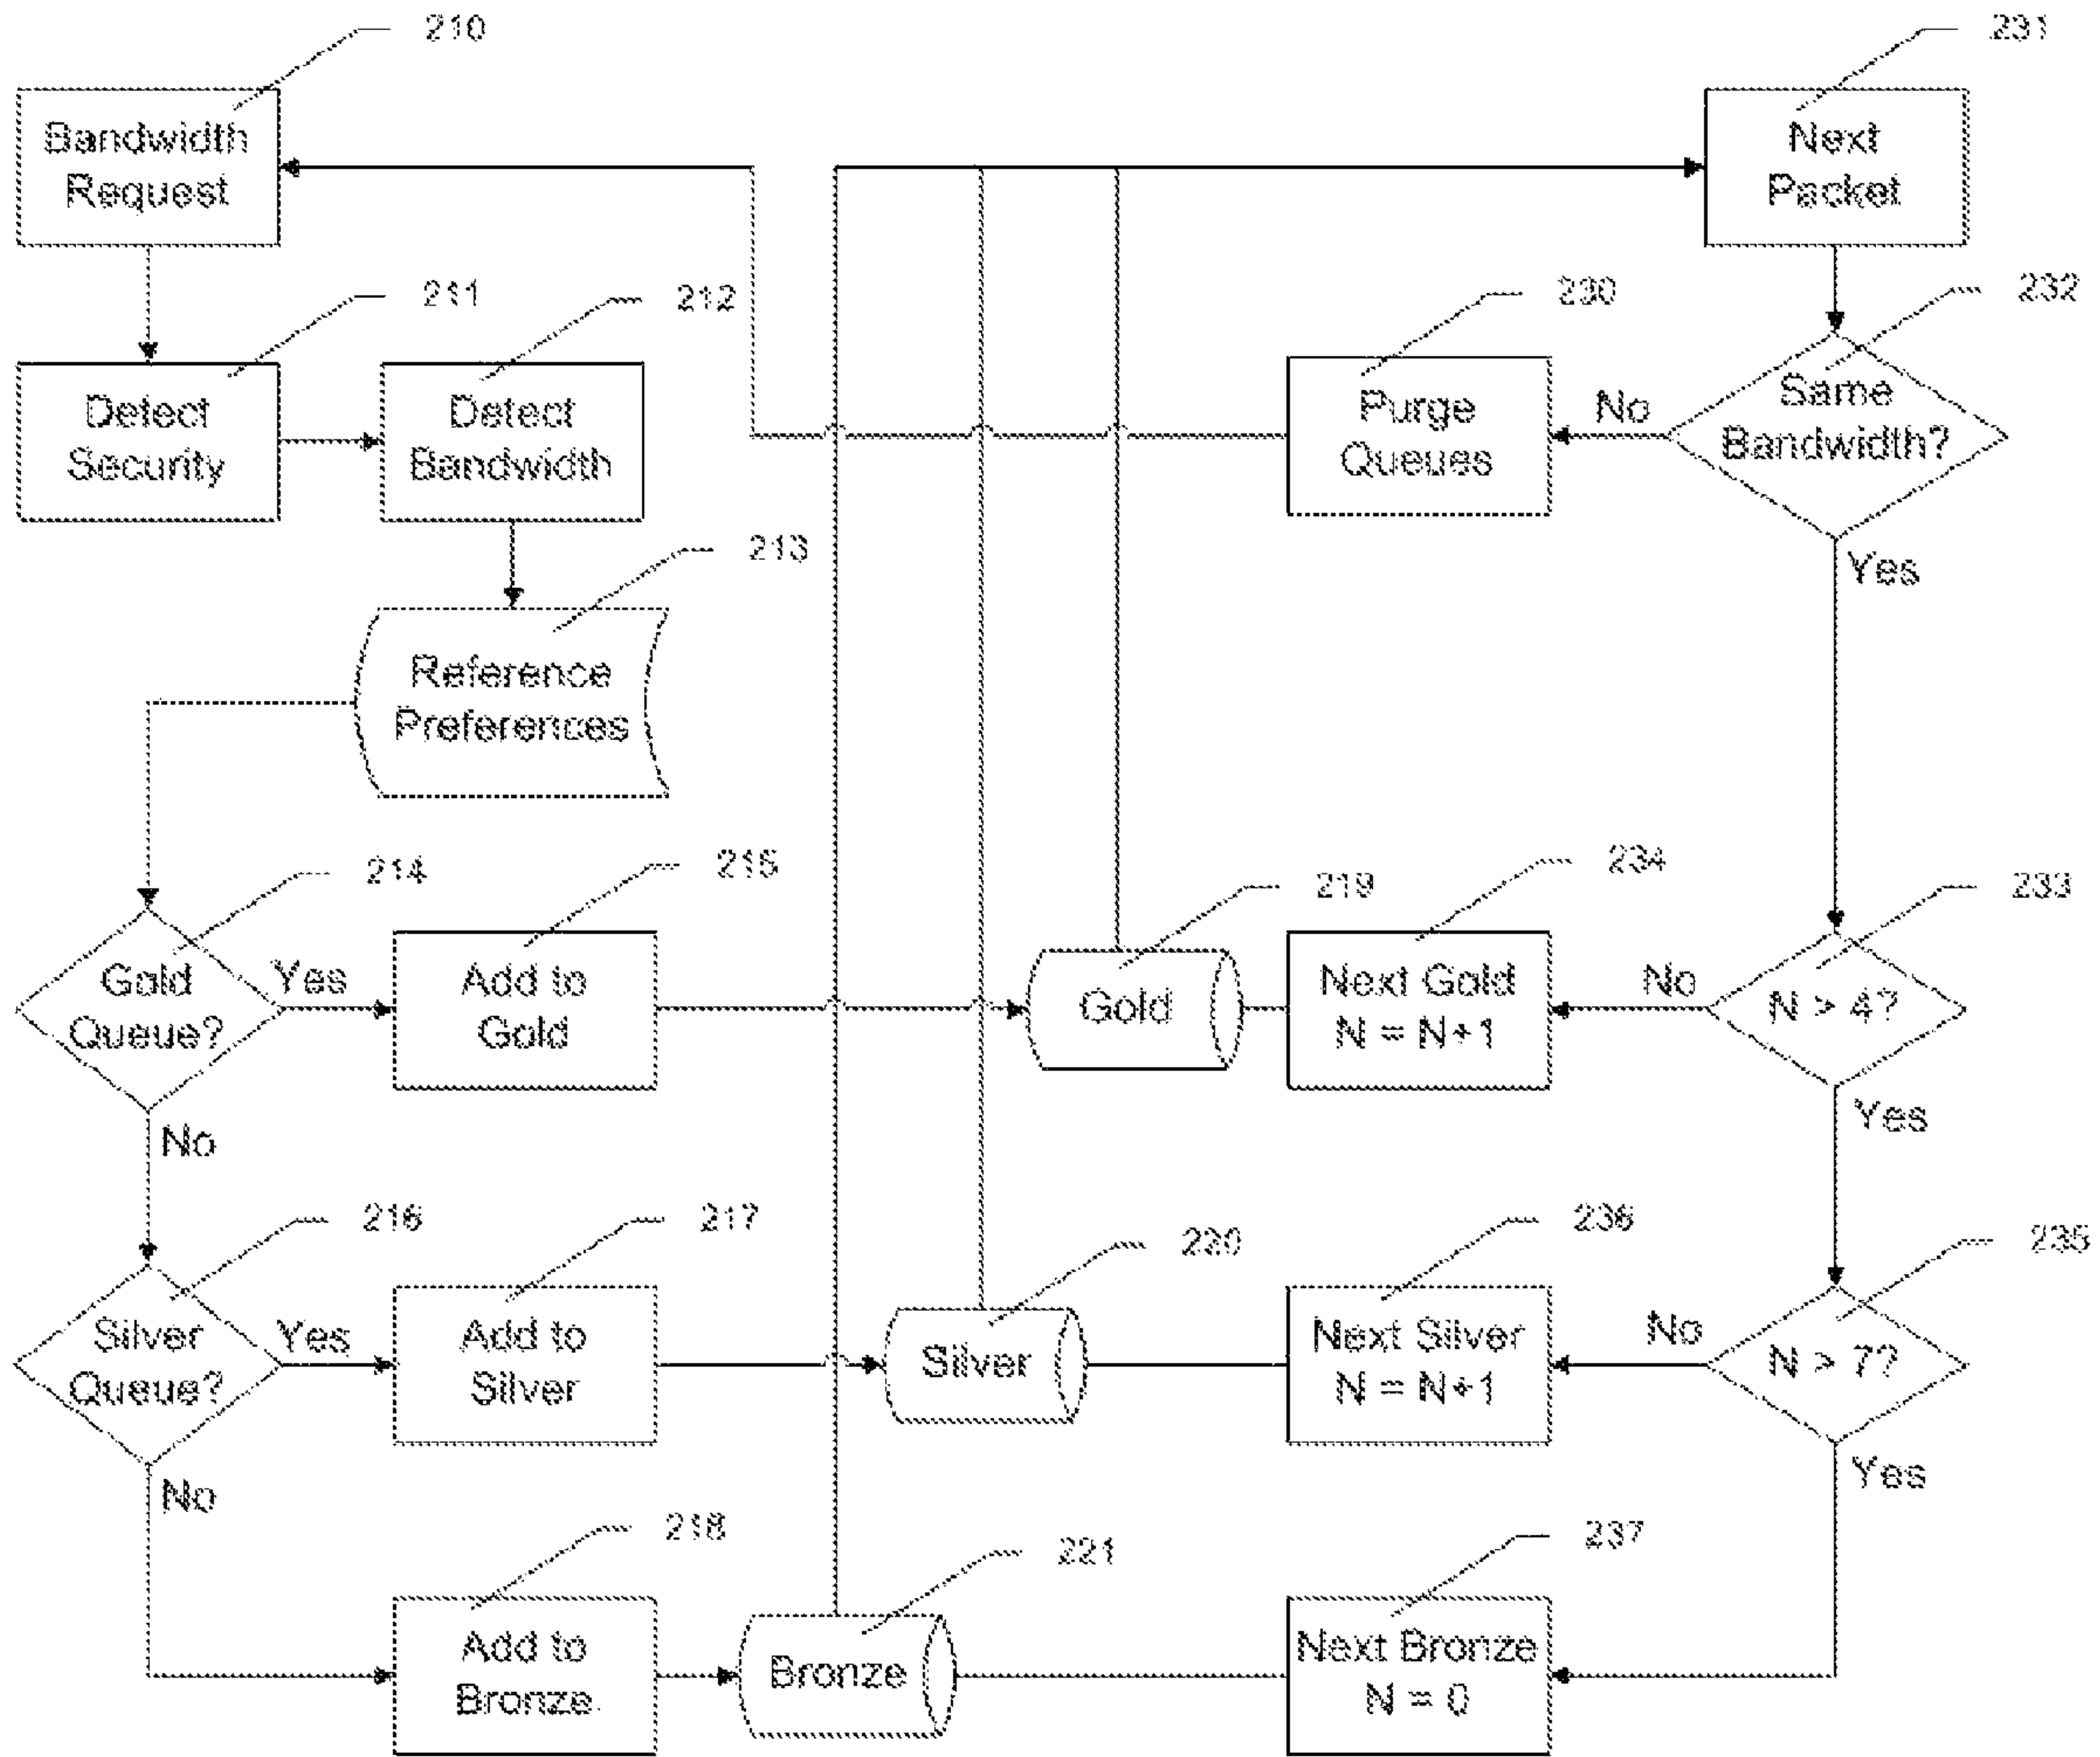 210
231
Bandwidth
Request
Next
Packet
211
212
230
232
Detect
Security
Detect
Bandwidth
Purge
Queues
No
Same
Bandwidth?
Yes
213
Reference
Preferences
214
215
219
234
233
Gold
Queue?
Yes
Add to
Gold
Gold
Next Gold
N = N+1
No
N > 4?
No
Yes
216
217
220
236
235
Silver
Queue?
Yes
Add to
Silver
Silver
Next Silver
N = N+1
No
N > 7?
No
Yes
218
221
237
Add to
Bronze
Bronze
Next Bronze
N = 0